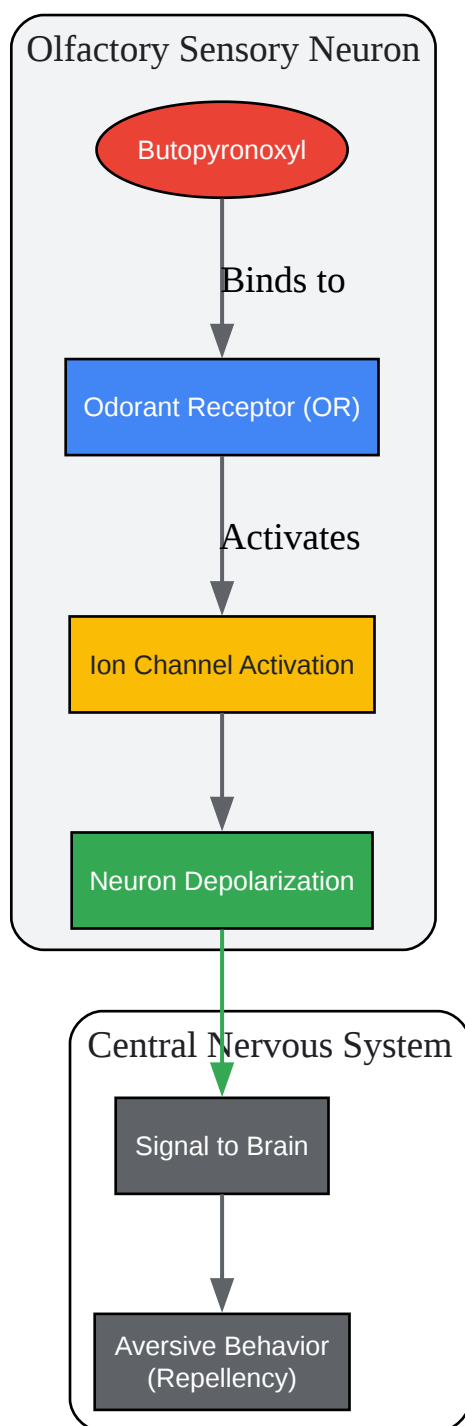 Olfactory Sensory Neuron
Butopyronoxyl
Binds to
Odorant Receptor (OR)
Activates
Ion Channel Activation
Neuron Depolarization
Central Nervous System
Signal to Brain
Aversive Behavior
(Repellency)